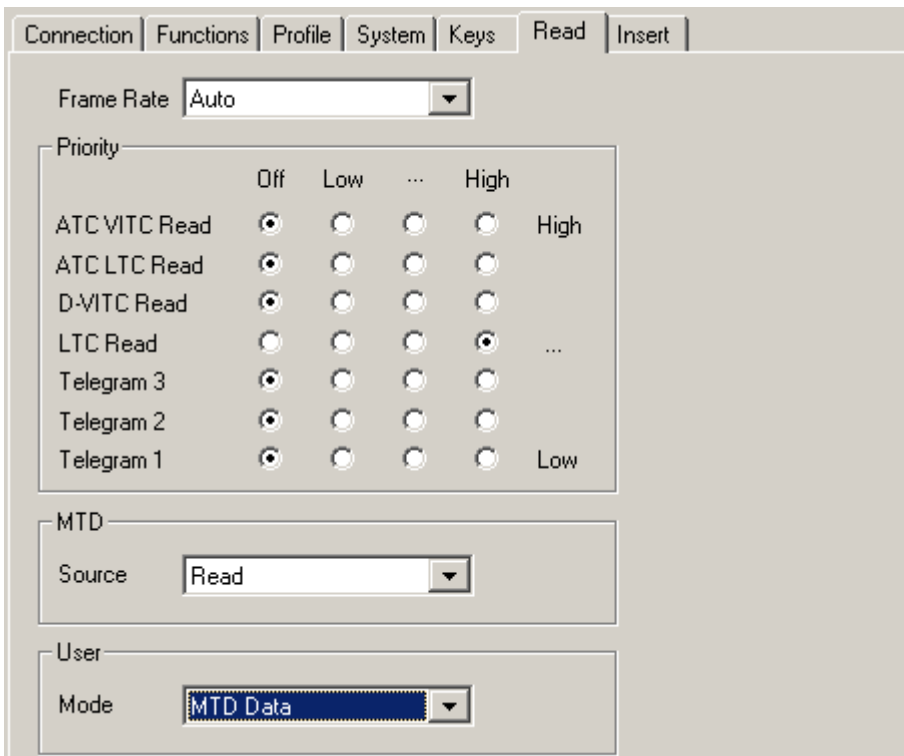 Connection Functions Profile System Keys Read Insert
Frame Rate Auto
Priority
Off Low ... High
ATC VITC Read High
ATC LTC Read
D-VITC Read
LTC Read ...
Telegram 3
Telegram 2
Telegram 1 Low
MTD
Source Read
User
Mode MTD Data